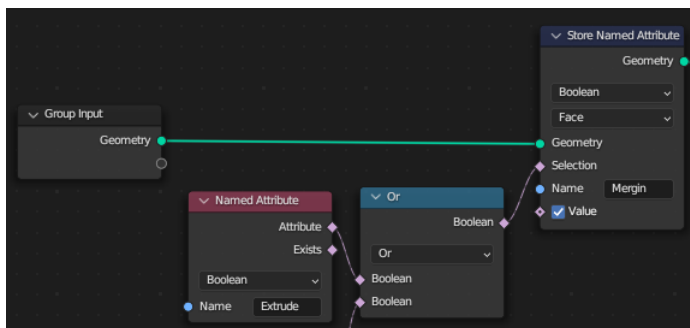 Store Named Attribute
Geometry
Boolean
Face
Geometry
Selection
Name Mergin
Value
Group Input
Geometry
Named Attribute
Attribute
Exists
Boolean
Name Extrude
Or
Boolean
Or
Boolean
Boolean